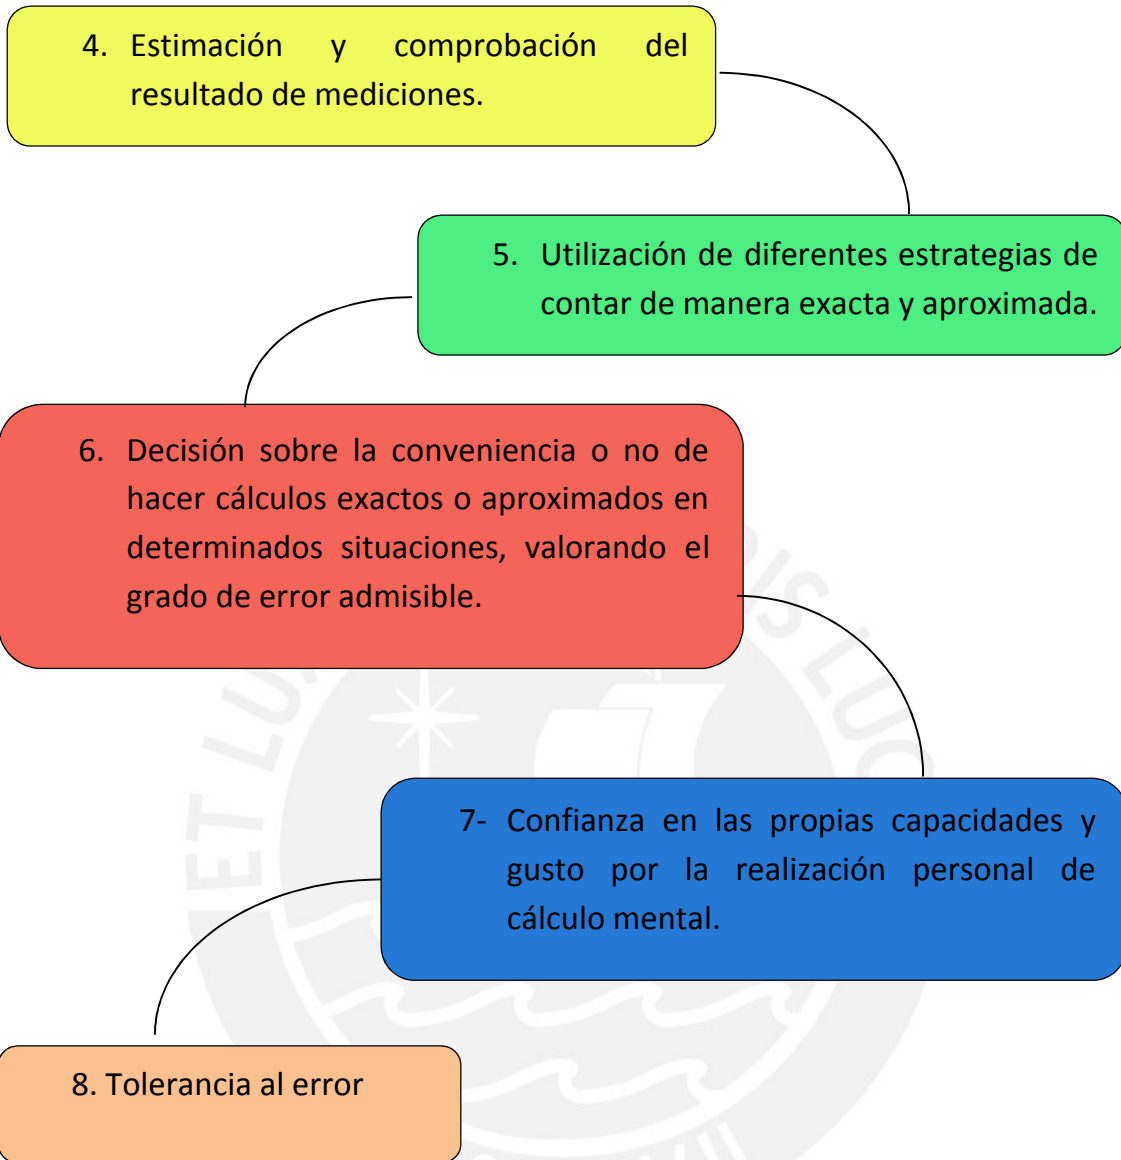 4. Estimación y comprobación del
resultado de mediciones.
5. Utilización de diferentes estrategias de
contar de manera exacta y aproximada.
6. Decisión sobre la conveniencia o no de
hacer cálculos exactos o aproximados en
determinados situaciones, valorando el
grado de error admisible.
7- Confianza en las propias capacidades y
gusto por la realización personal de
cálculo mental.
8. Tolerancia al error